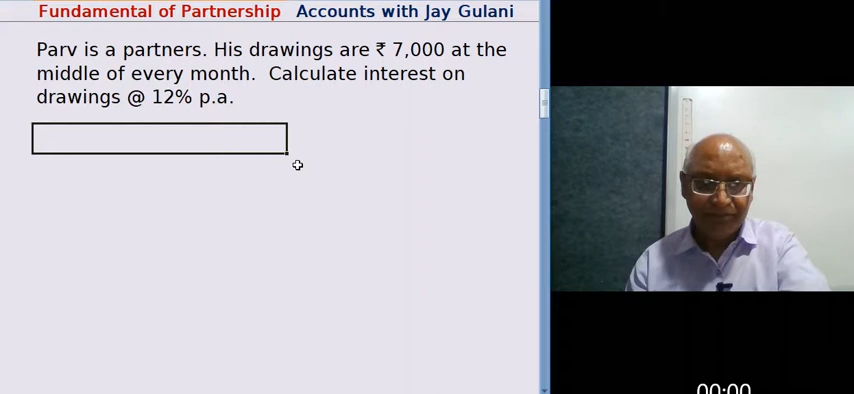 Fundamental of Partnership Accounts with Jay Gulani
Parv is a partners. His drawings are ₹ 7,000 at the
middle of every month. Calculate interest on
drawings @ 12% p.a.
00:00